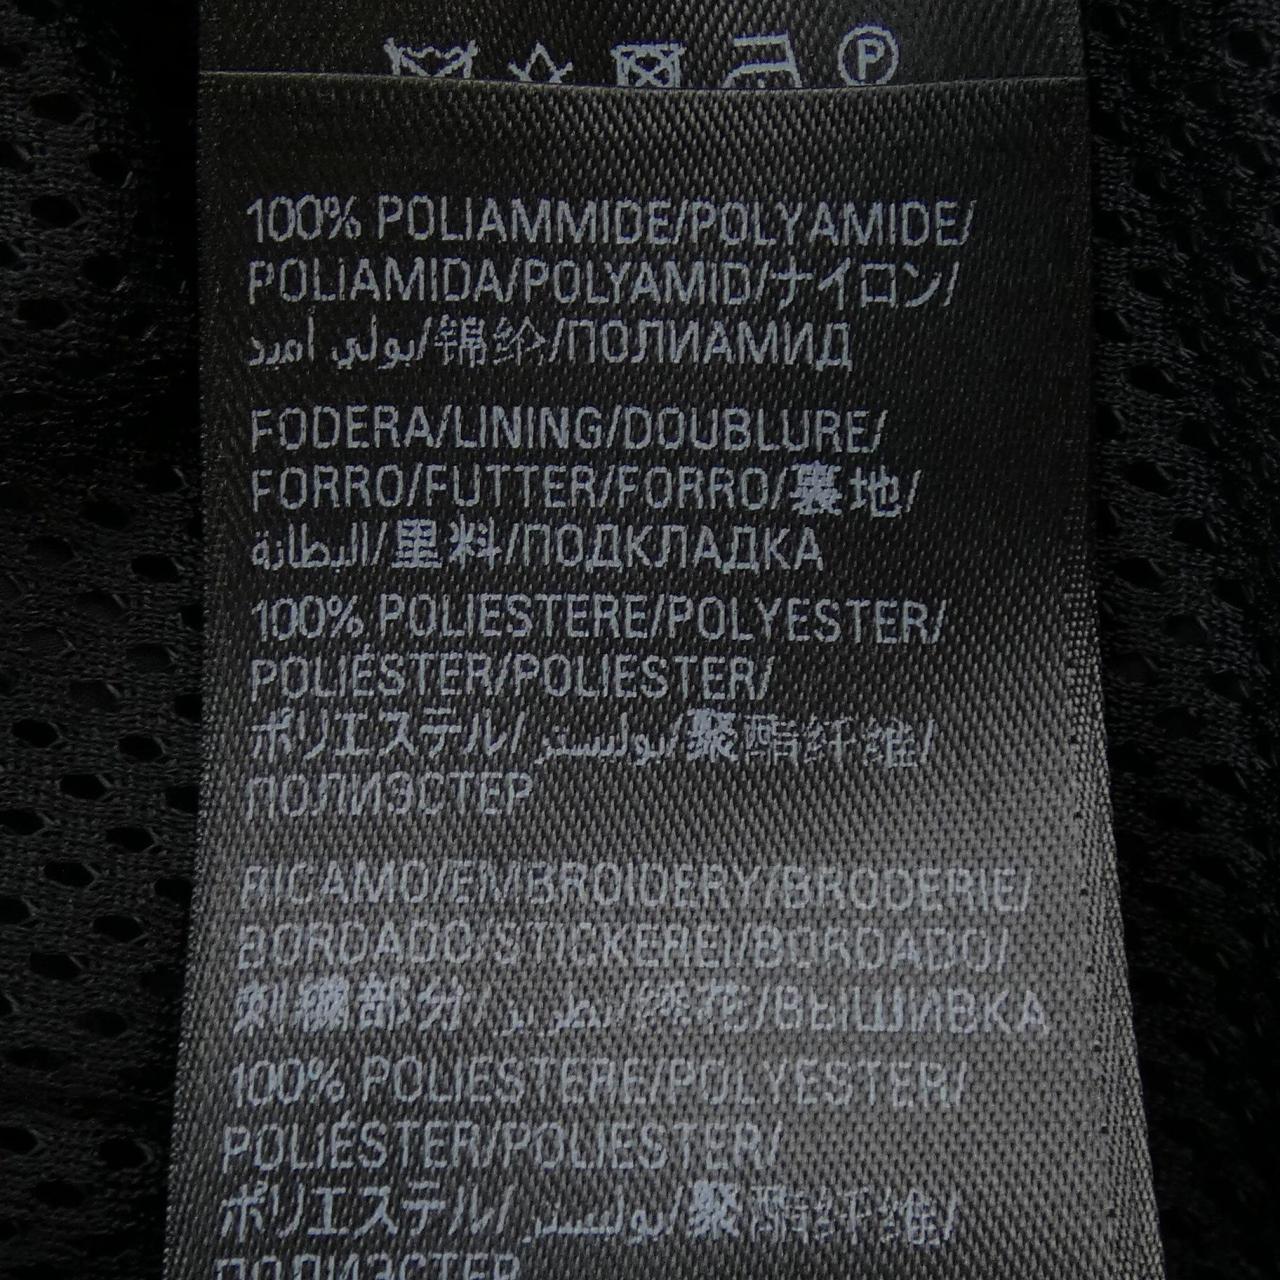 P
100% POLIAMMIDE/POLYAMIDE/
POLIAMIDA/POLYAMID/ナイロン/
بولي أميد/锦纶/ПОЛИАМИД
FODERA/LINING/DOUBLURE/
FORRO/FUTTER/FORRO/裏地/
البطانة/里料/ПОДКЛАДКА
100% POLIESTERE/POLYESTER/
POLIÉSTER/POLIESTER/
ポリエステル/بوليستر/聚酯纤维/
ПОЛИЭСТЕР
RICAMO/EMBROIDERY/BRODERIE/
BORDADO/STICKEREI/BORDADO/
刺繍部分/تطريز/绣花/ВЫШИВКА
100% POLIESTERE/POLYESTER/
POLIÉSTER/POLIESTER/
ポリエステル/بوليستر/聚酯纤维/
ПОЛИЭСТЕР